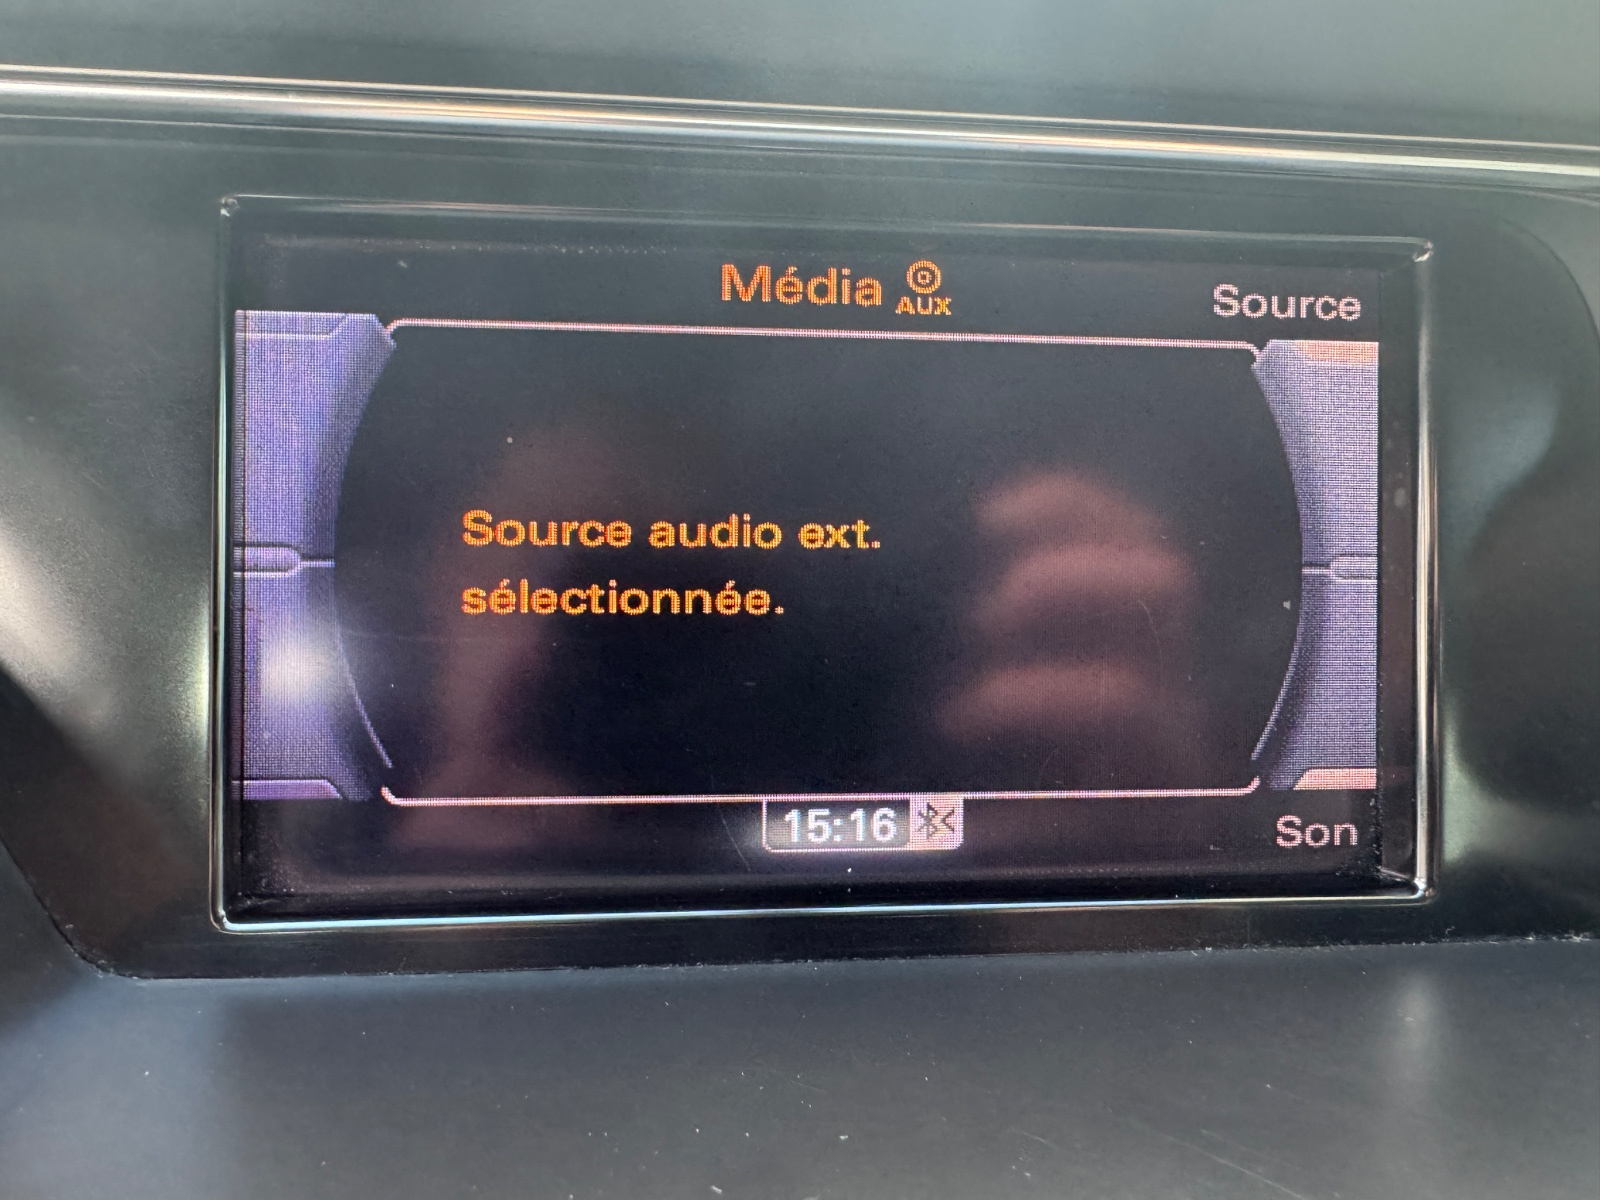 Média AUX
Source
Source audio ext.
sélectionnée.
15:16
Son